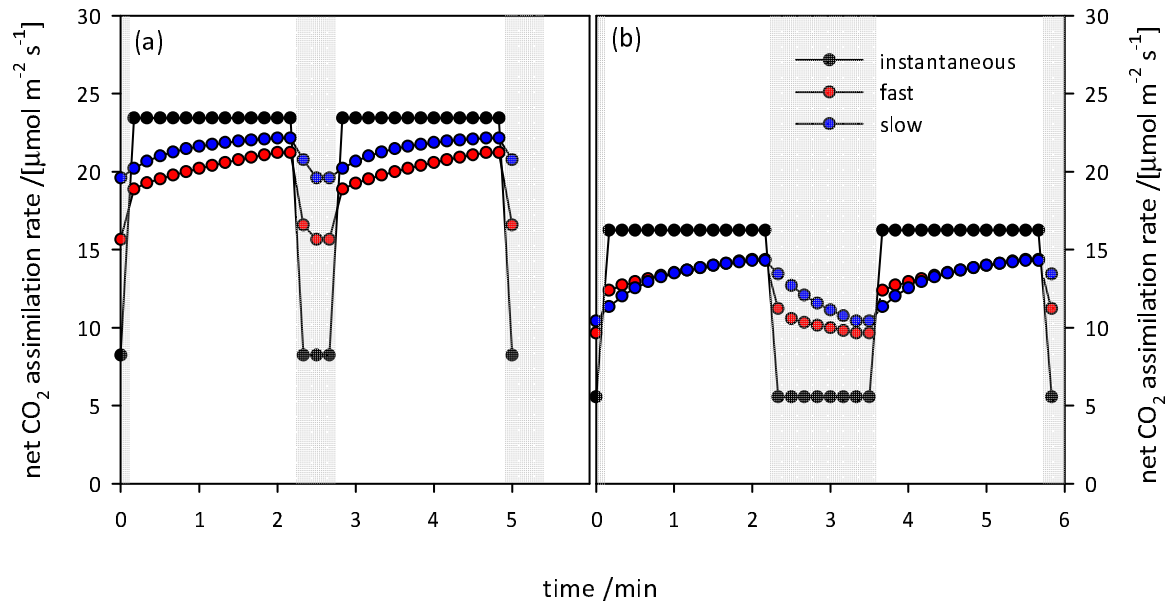 (a)
(b)
instantaneous
fast
slow
net CO₂ assimilation rate /[µmol m⁻² s⁻¹)
30
25
20
15
10
5
0
0 1 2 3 4 5
0 1 2 3 4 5 6
30
25
20
15
10
5
0
net CO₂ assimilation rate /[µmol m⁻² s⁻¹)
time /min